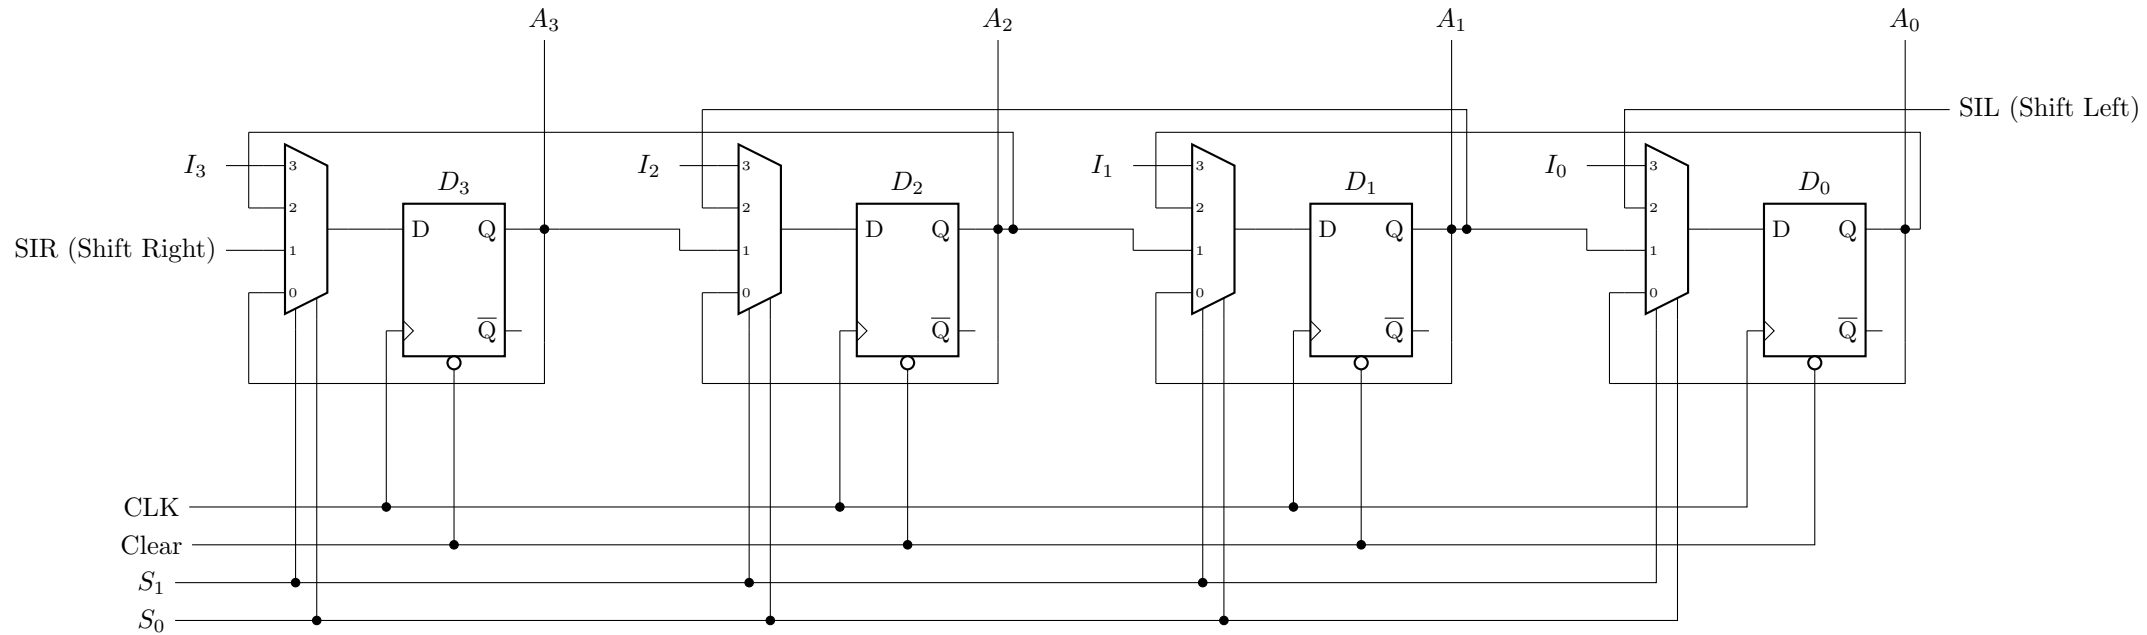 A₃ A₂ A₁ A₀
SIL (Shift Left)
I₃ 3 I₂ 3 I₁ 3 I₀ 3
D₃ D₂ D₁ D₀
2 2 2 2
D Q D Q D Q D Q
SIR (Shift Right) 1 1 1 1
0 0 0 0
Q̅ Q̅ Q̅ Q̅
CLK
Clear
S₁
S₀